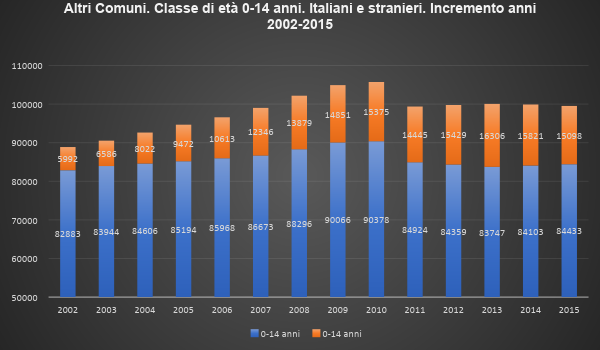 Altri Comuni. Classe di età 0-14 anni. Italiani e stranieri. Incremento anni
2002-2015
110000
100000
90000
80000
70000
60000
50000
5992 6586 8022 9472 10613 12346 13879 14851 15375 14445 15429 16306 15821 15098
82883 83944 84606 85194 85968 86673 88296 90066 90378 84924 84359 83747 84103 84433
2002 2003 2004 2005 2006 2007 2008 2009 2010 2011 2012 2013 2014 2015
0-14 anni 0-14 anni